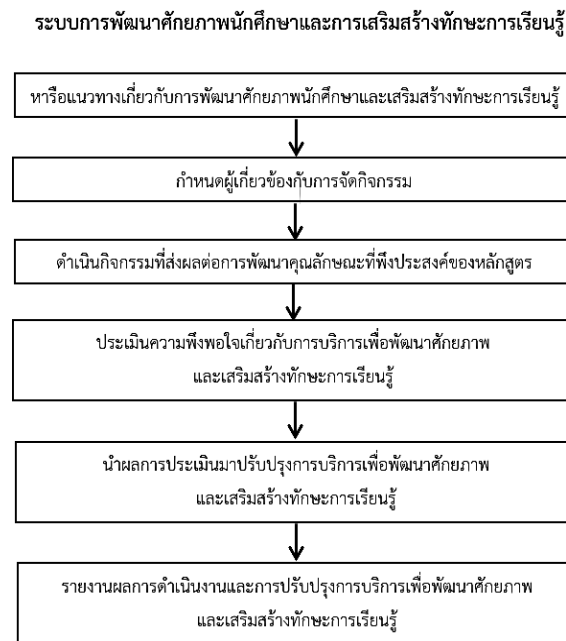 ระบบการพัฒนาศักยภาพนักศึกษาและการเสริมสร้างทักษะการเรียนรู้
หารือแนวทางเกี่ยวกับการพัฒนาศักยภาพนักศึกษาและเสริมสร้างทักษะการเรียนรู้
กำหนดผู้เกี่ยวข้องกับการจัดกิจกรรม
ดำเนินกิจกรรมที่ส่งผลต่อการพัฒนาคุณลักษณะที่พึงประสงค์ของหลักสูตร
ประเมินความพึงพอใจเกี่ยวกับการบริการเพื่อพัฒนาศักยภาพ
และเสริมสร้างทักษะการเรียนรู้
นำผลการประเมินมาปรับปรุงการบริการเพื่อพัฒนาศักยภาพ
และเสริมสร้างทักษะการเรียนรู้
รายงานผลการดำเนินงานและการปรับปรุงการบริการเพื่อพัฒนาศักยภาพ
และเสริมสร้างทักษะการเรียนรู้